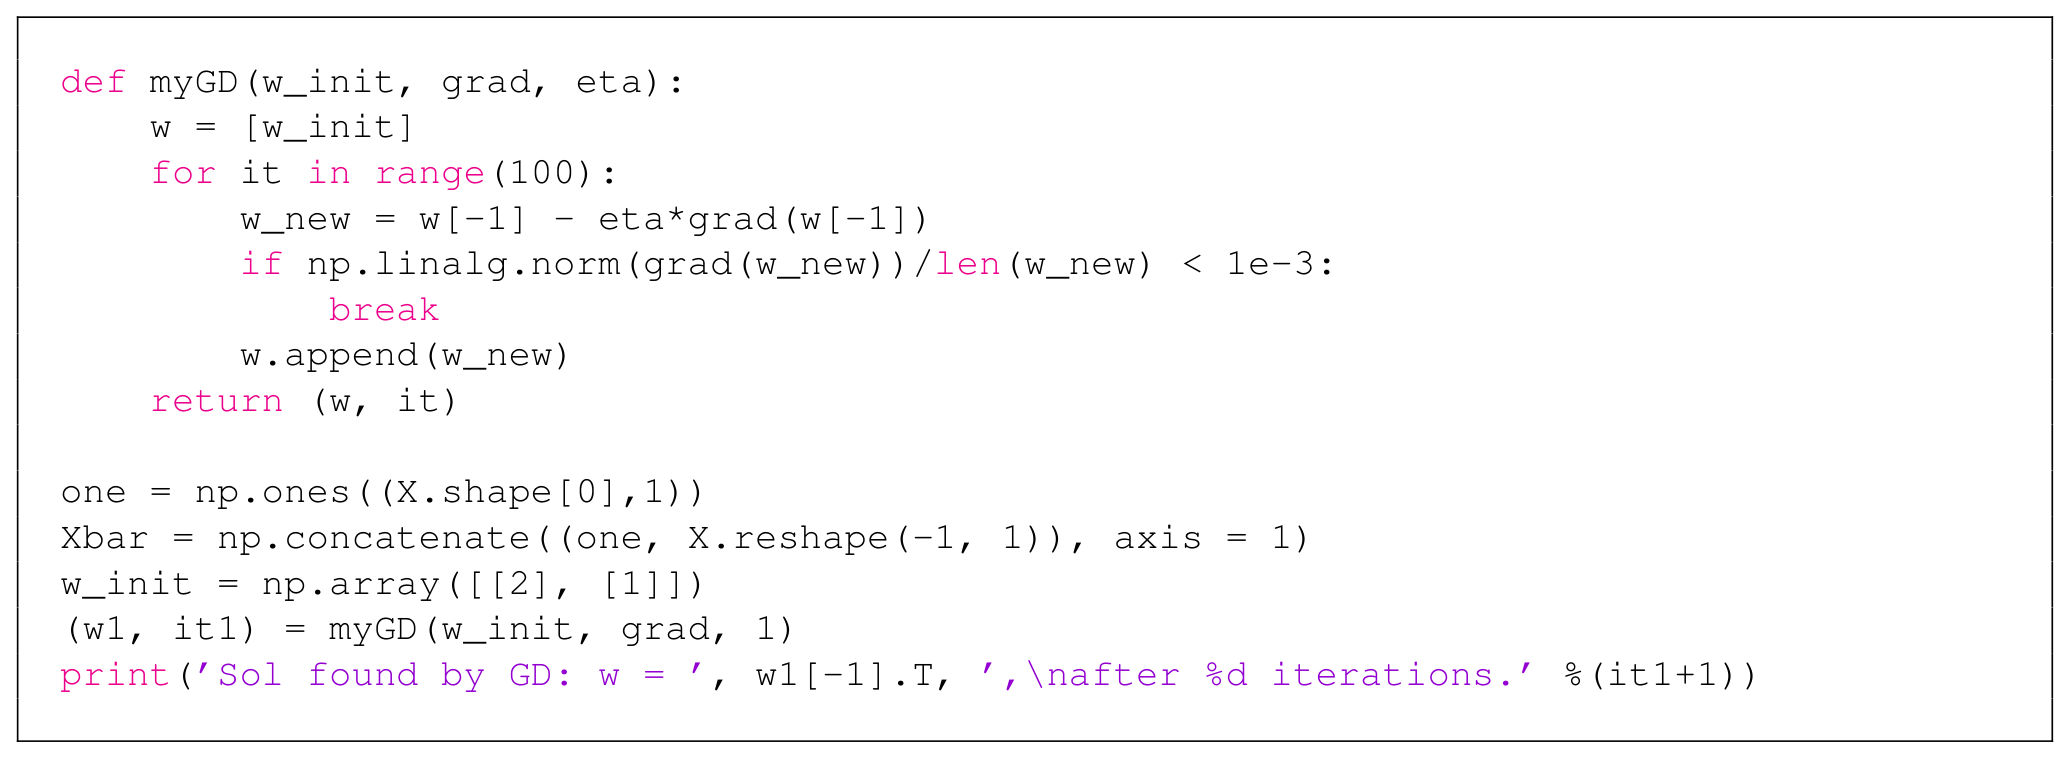 def myGD(w_init, grad, eta):
    w = [w_init]
    for it in range(100):
        w_new = w[-1] - eta*grad(w[-1])
        if np.linalg.norm(grad(w_new))/len(w_new) < 1e-3:
            break
        w.append(w_new)
    return (w, it)

one = np.ones((X.shape[0],1))
Xbar = np.concatenate((one, X.reshape(-1, 1)), axis = 1)
w_init = np.array([[2], [1]])
(w1, it1) = myGD(w_init, grad, 1)
print(’Sol found by GD: w = ’, w1[-1].T, ’,\nafter %d iterations.’ %(it1+1))